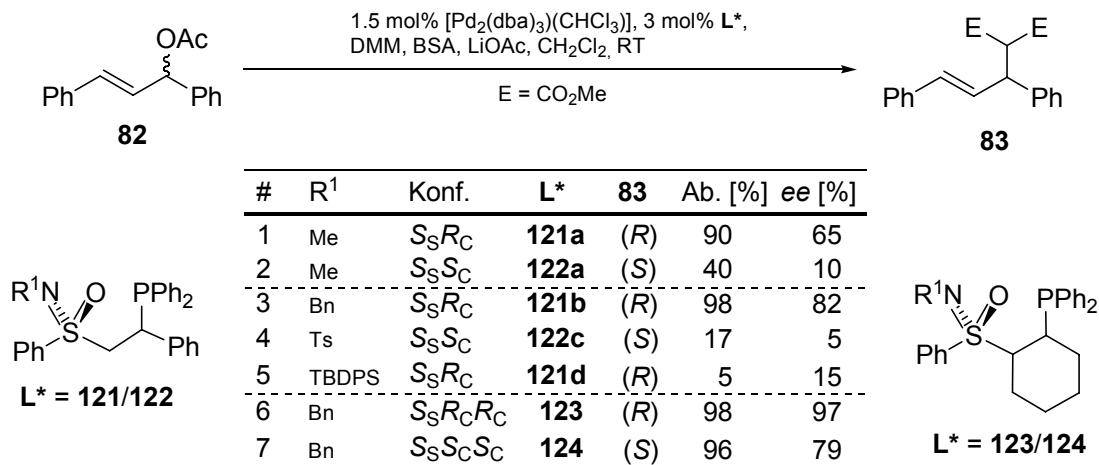 1.5 mol% [Pd2(dba)3)(CHCl3)], 3 mol% L*,
DMM, BSA, LiOAc, CH2Cl2, RT
E = CO2Me
OAc
Ph Ph
82
E E
Ph Ph
83
# R1 Konf. L* 83 Ab. [%] ee [%]
1 Me SSRC 121a (R) 90 65
2 Me SSSC 122a (S) 40 10
3 Bn SSRC 121b (R) 98 82
4 Ts SSSC 122c (S) 17 5
5 TBDPS SSRC 121d (R) 5 15
6 Bn SSRCRC 123 (R) 98 97
7 Bn SSSCSC 124 (S) 96 79
R1N O PPh2
S
Ph Ph
L* = 121/122
R1N O PPh2
S
Ph
L* = 123/124